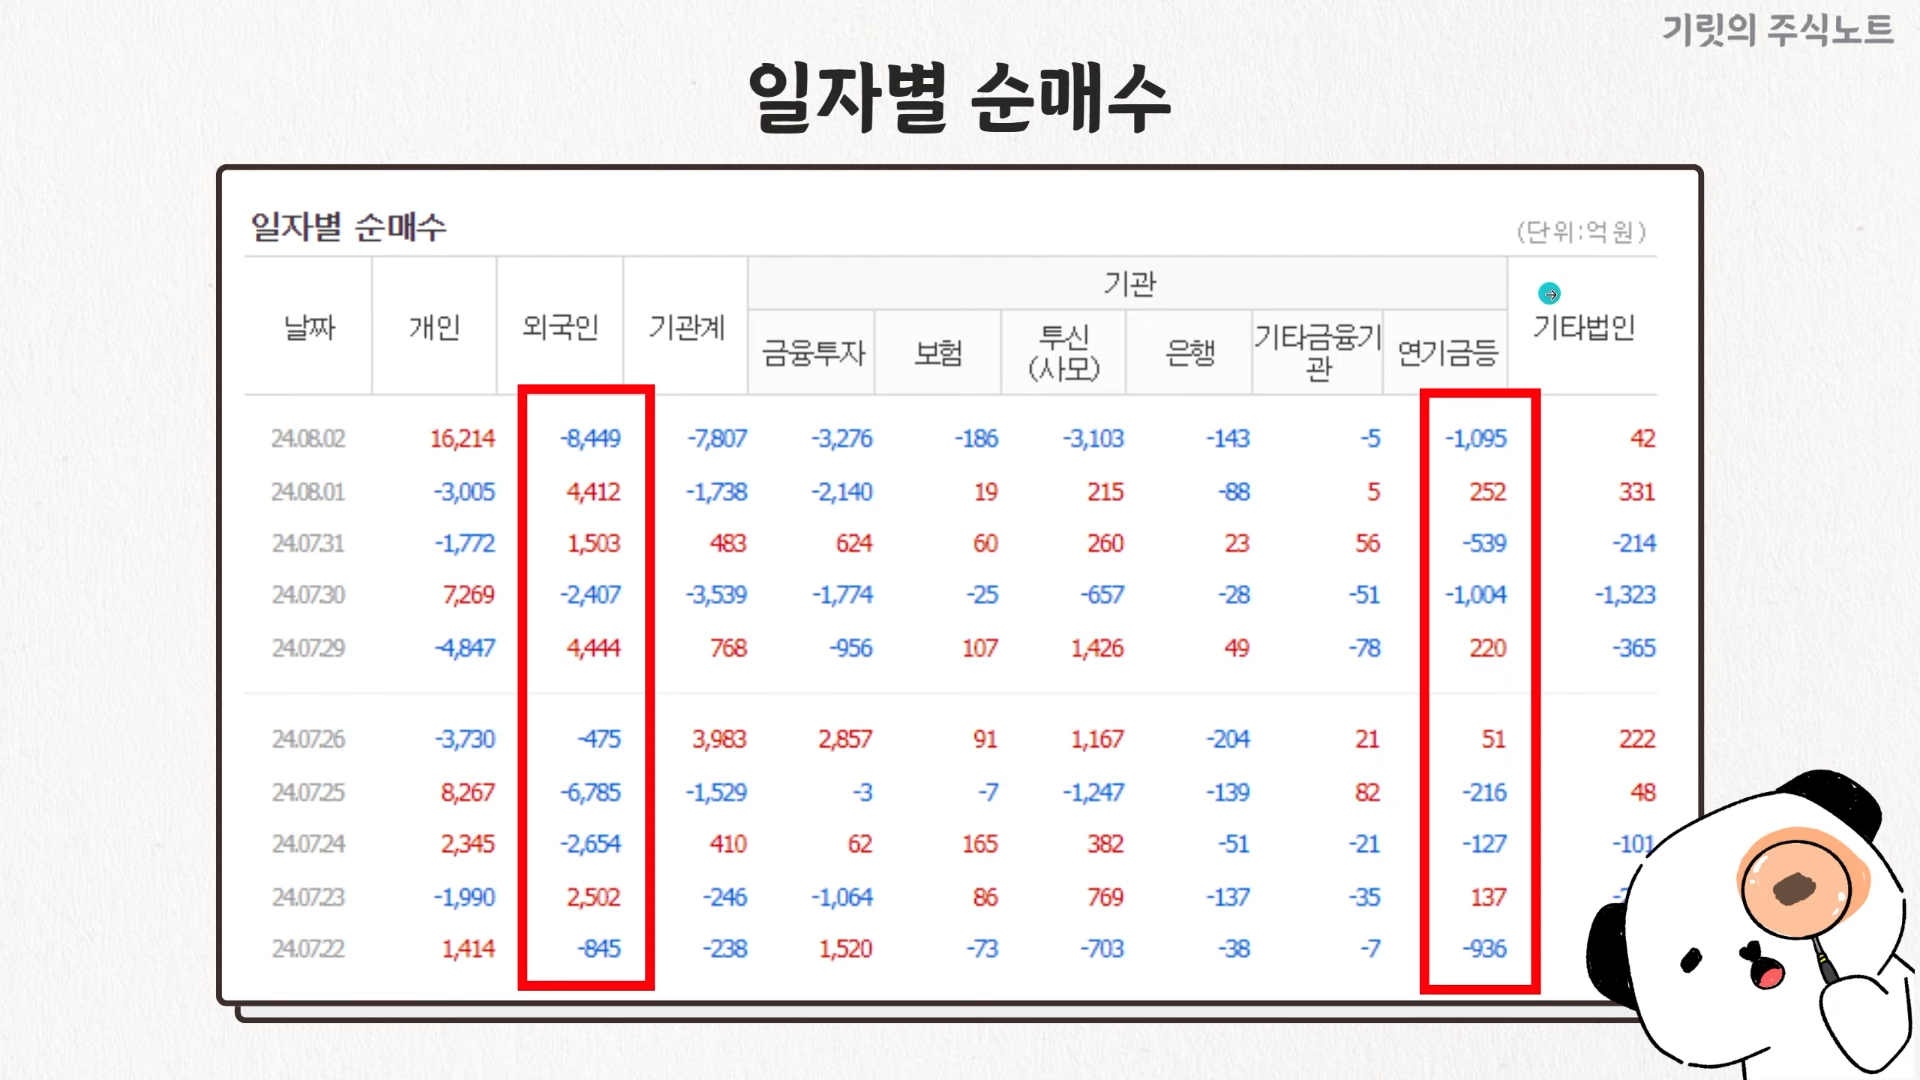 기릿의 주식노트
일자별 순매수
일자별 순매수 (단위:억원)
날짜 개인 외국인 기관계 기관 기타법인
금융투자 보험 투신(사모) 은행 기타금융기관 연기금등
24.08.02 16,214 -8,449 -7,807 -3,276 -186 -3,103 -143 -5 -1,095 42
24.08.01 -3,005 4,412 -1,738 -2,140 19 215 -88 5 252 331
24.07.31 -1,772 1,503 483 624 60 260 23 56 -539 -214
24.07.30 7,269 -2,407 -3,539 -1,774 -25 -657 -28 -51 -1,004 -1,323
24.07.29 -4,847 4,444 768 -956 107 1,426 49 -78 220 -365
24.07.26 -3,730 -475 3,983 2,857 91 1,167 -204 21 51 222
24.07.25 8,267 -6,785 -1,529 -3 -7 -1,247 -139 82 -216 48
24.07.24 2,345 -2,654 410 62 165 382 -51 -21 -127 -101
24.07.23 -1,990 2,502 -246 -1,064 86 769 -137 -35 137
24.07.22 1,414 -845 -238 1,520 -73 -703 -38 -7 -936